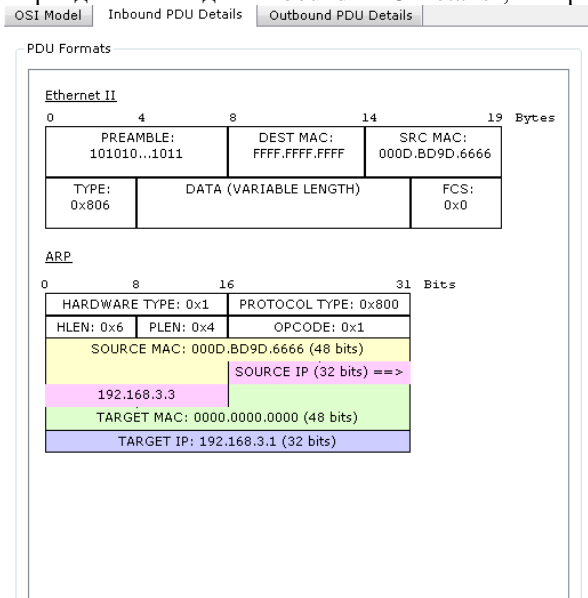 OSI Model Inbound PDU Details Outbound PDU Details
PDU Formats
Ethernet II
0 4 8 14 19 Bytes
PREAMBLE: DEST MAC: SRC MAC:
101010...1011 FFFF.FFFF.FFFF 000D.BD9D.6666
TYPE: DATA (VARIABLE LENGTH) FCS:
0x806 0x0
ARP
0 8 16 31 Bits
HARDWARE TYPE: 0x1 PROTOCOL TYPE: 0x800
HLEN: 0x6 PLEN: 0x4 OPCODE: 0x1
SOURCE MAC: 000D.BD9D.6666 (48 bits)
SOURCE IP (32 bits) ==>
192.168.3.3
TARGET MAC: 0000.0000.0000 (48 bits)
TARGET IP: 192.168.3.1 (32 bits)